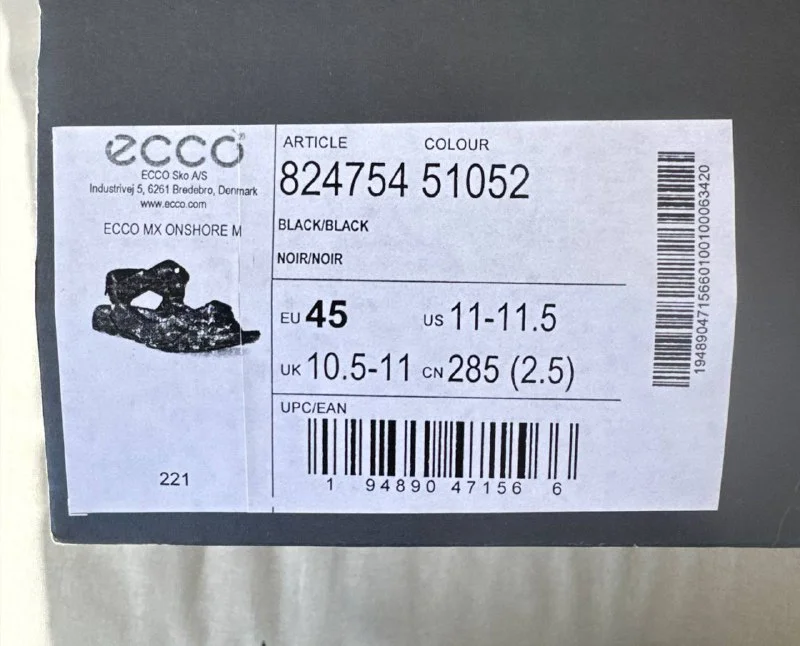 ecco
ECCO Sko A/S
Industrivej 5, 6261 Bredebro, Denmark
www.ecco.com
ECCO MX ONSHORE M
221
ARTICLE COLOUR
824754 51052
BLACK/BLACK
NOIR/NOIR
EU 45 US 11-11.5
UK 10.5-11 CN 285 (2.5)
UPC/EAN
1 94890 47156 6
19489047156601001000063420